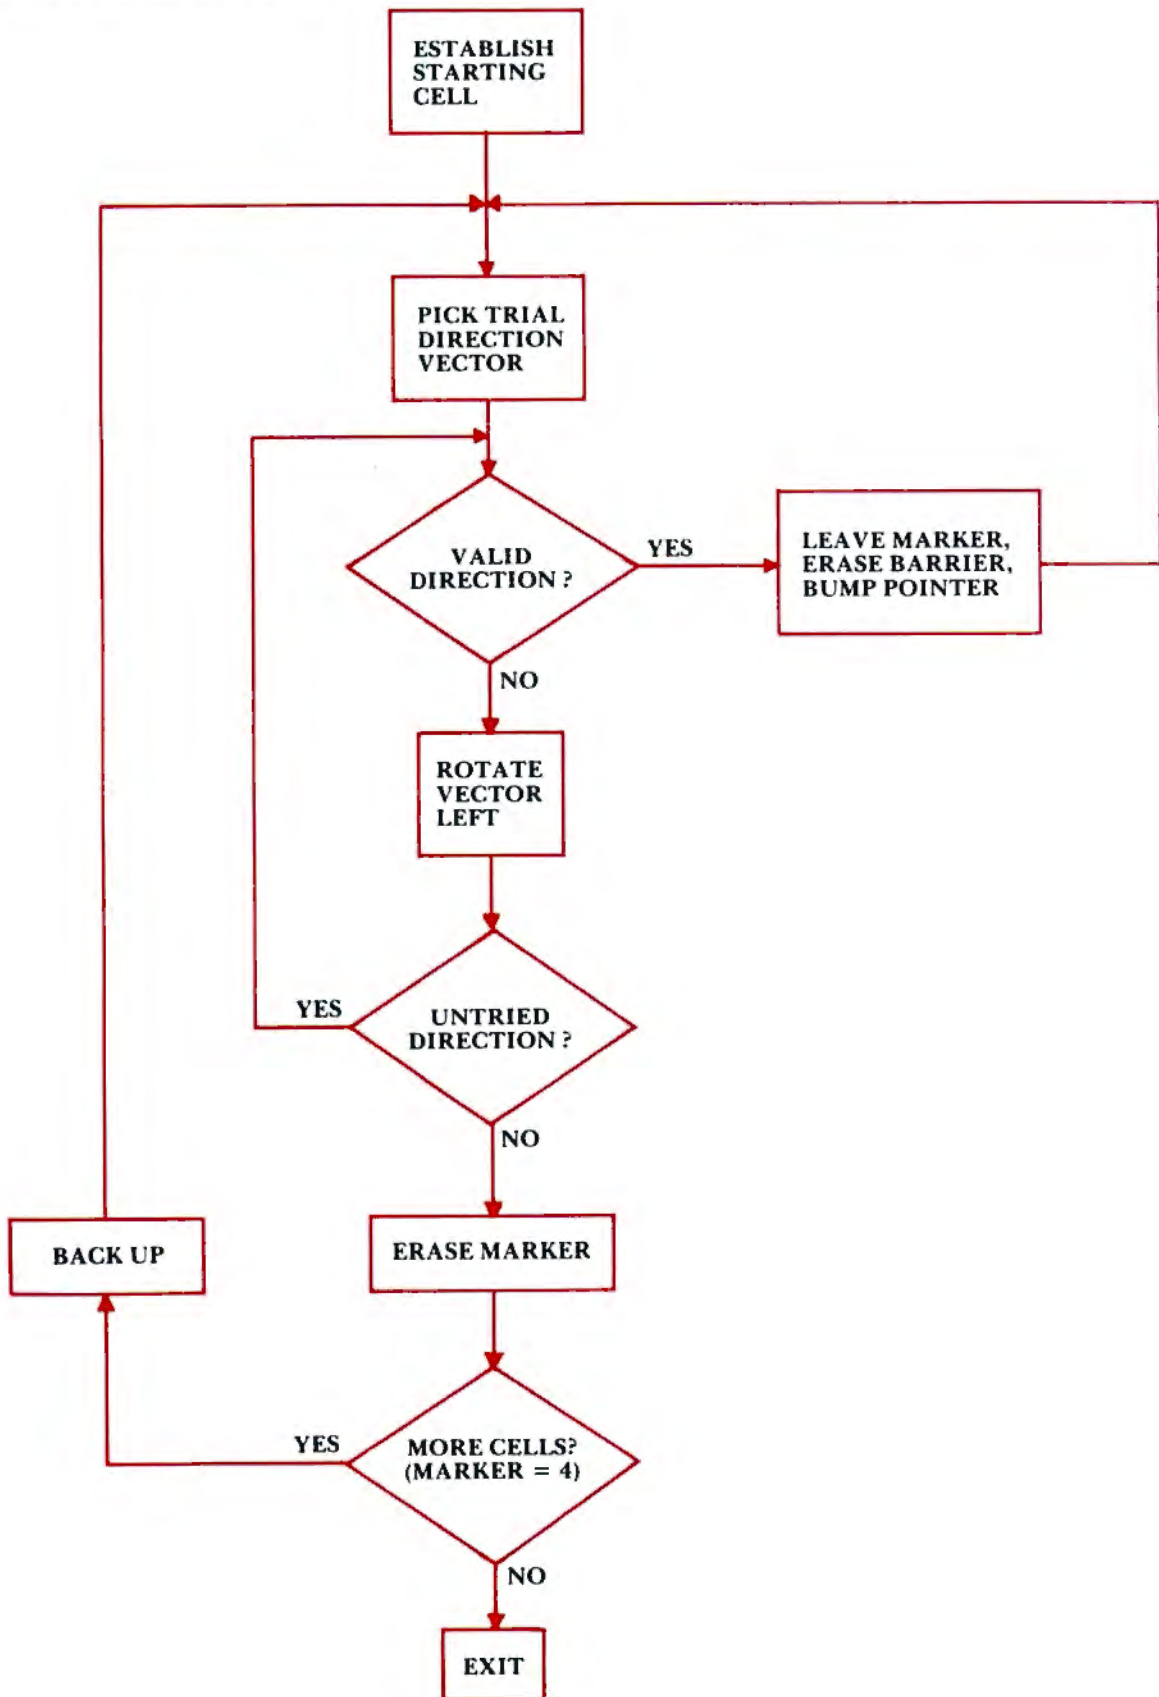 ESTABLISH
STARTING
CELL
PICK TRIAL
DIRECTION
VECTOR
VALID
DIRECTION ?
YES
LEAVE MARKER,
ERASE BARRIER,
BUMP POINTER
NO
ROTATE
VECTOR
LEFT
YES
UNTRIED
DIRECTION ?
NO
BACK UP
ERASE MARKER
YES
MORE CELLS?
(MARKER = 4)
NO
EXIT